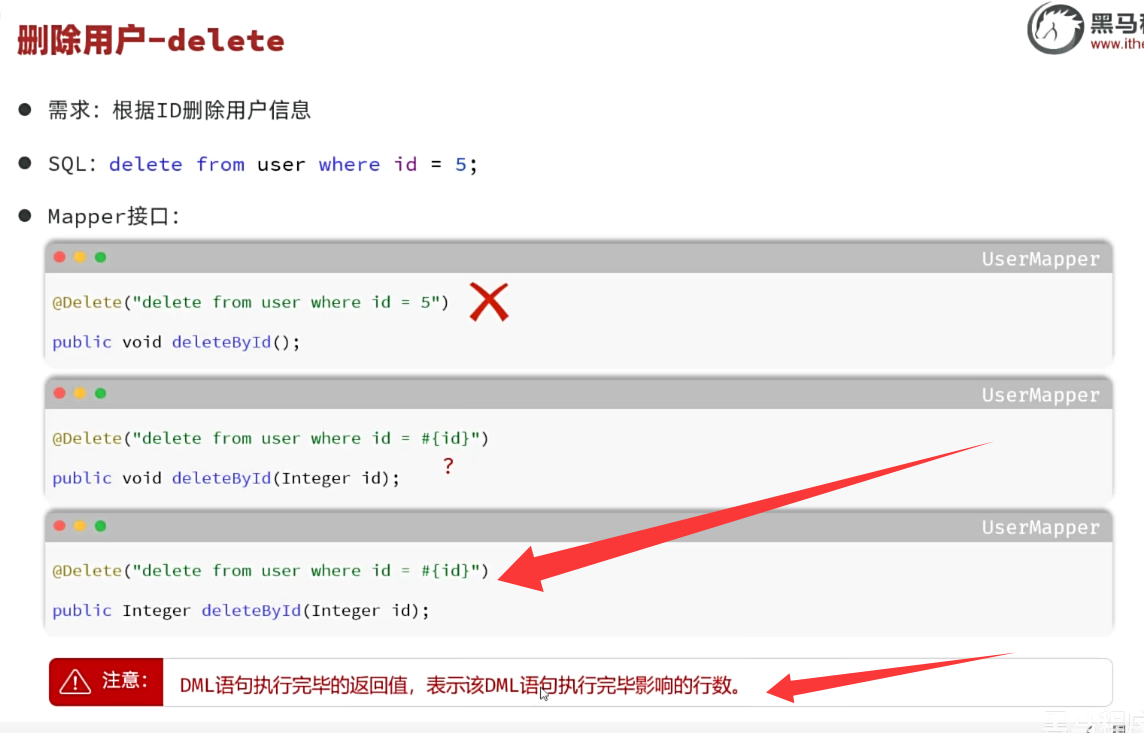 删除用户-delete
黑马
www.ithe
● 需求：根据ID删除用户信息
● SQL：delete from user where id = 5;
● Mapper接口：
UserMapper
@Delete("delete from user where id = 5")
public void deleteById();
UserMapper
@Delete("delete from user where id = #{id}")
?
public void deleteById(Integer id);
UserMapper
@Delete("delete from user where id = #{id}")
public Integer deleteById(Integer id);
注意：
DML语句执行完毕的返回值，表示该DML语句执行完毕影响的行数。